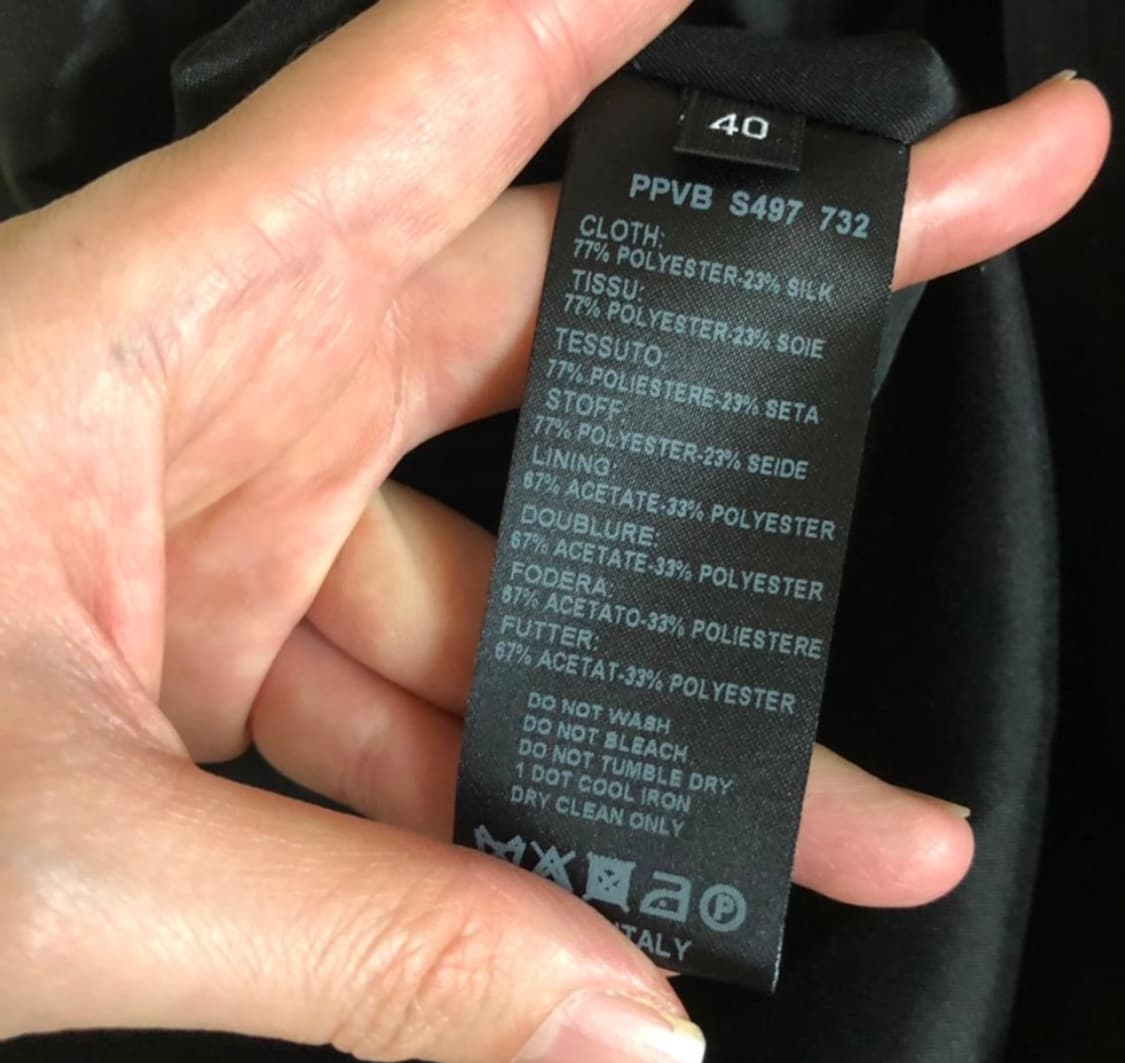 40
PPVB S497 732
CLOTH:
77% POLYESTER-23% SILK
TISSU:
77% POLYESTER-23% SOIE
TESSUTO:
77% POLIESTERE-23% SETA
STOFF:
77% POLYESTER-23% SEIDE
LINING:
67% ACETATE-33% POLYESTER
DOUBLURE:
67% ACETATE-33% POLYESTER
FODERA:
67% ACETATO-33% POLIESTERE
FUTTER:
67% ACETAT-33% POLYESTER
DO NOT WASH
DO NOT BLEACH
DO NOT TUMBLE DRY
1 DOT COOL IRON
DRY CLEAN ONLY
P
ITALY